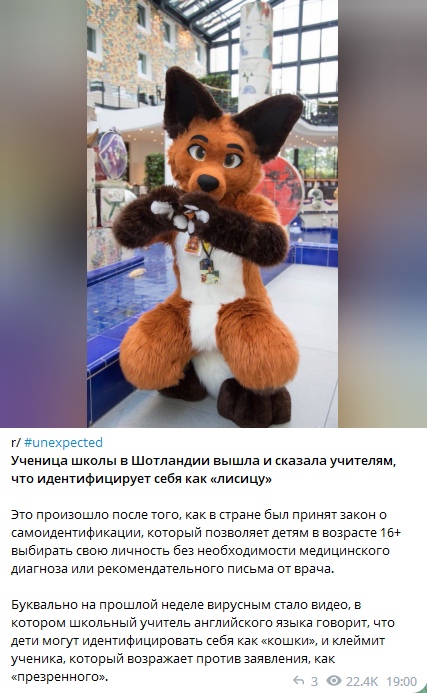 r/ #unexpected
Ученица школы в Шотландии вышла и сказала учителям,
что идентифицирует себя как «лисицу»
Это произошло после того, как в стране был принят закон о
самоидентификации, который позволяет детям в возрасте 16+
выбирать свою личность без необходимости медицинского
диагноза или рекомендательного письма от врача.
Буквально на прошлой неделе вирусным стало видео, в
котором школьный учитель английского языка говорит, что
дети могут идентифицировать себя как «кошки», и клеймит
ученика, который возражает против заявления, как
«презренного».
3 22.4K 19:00